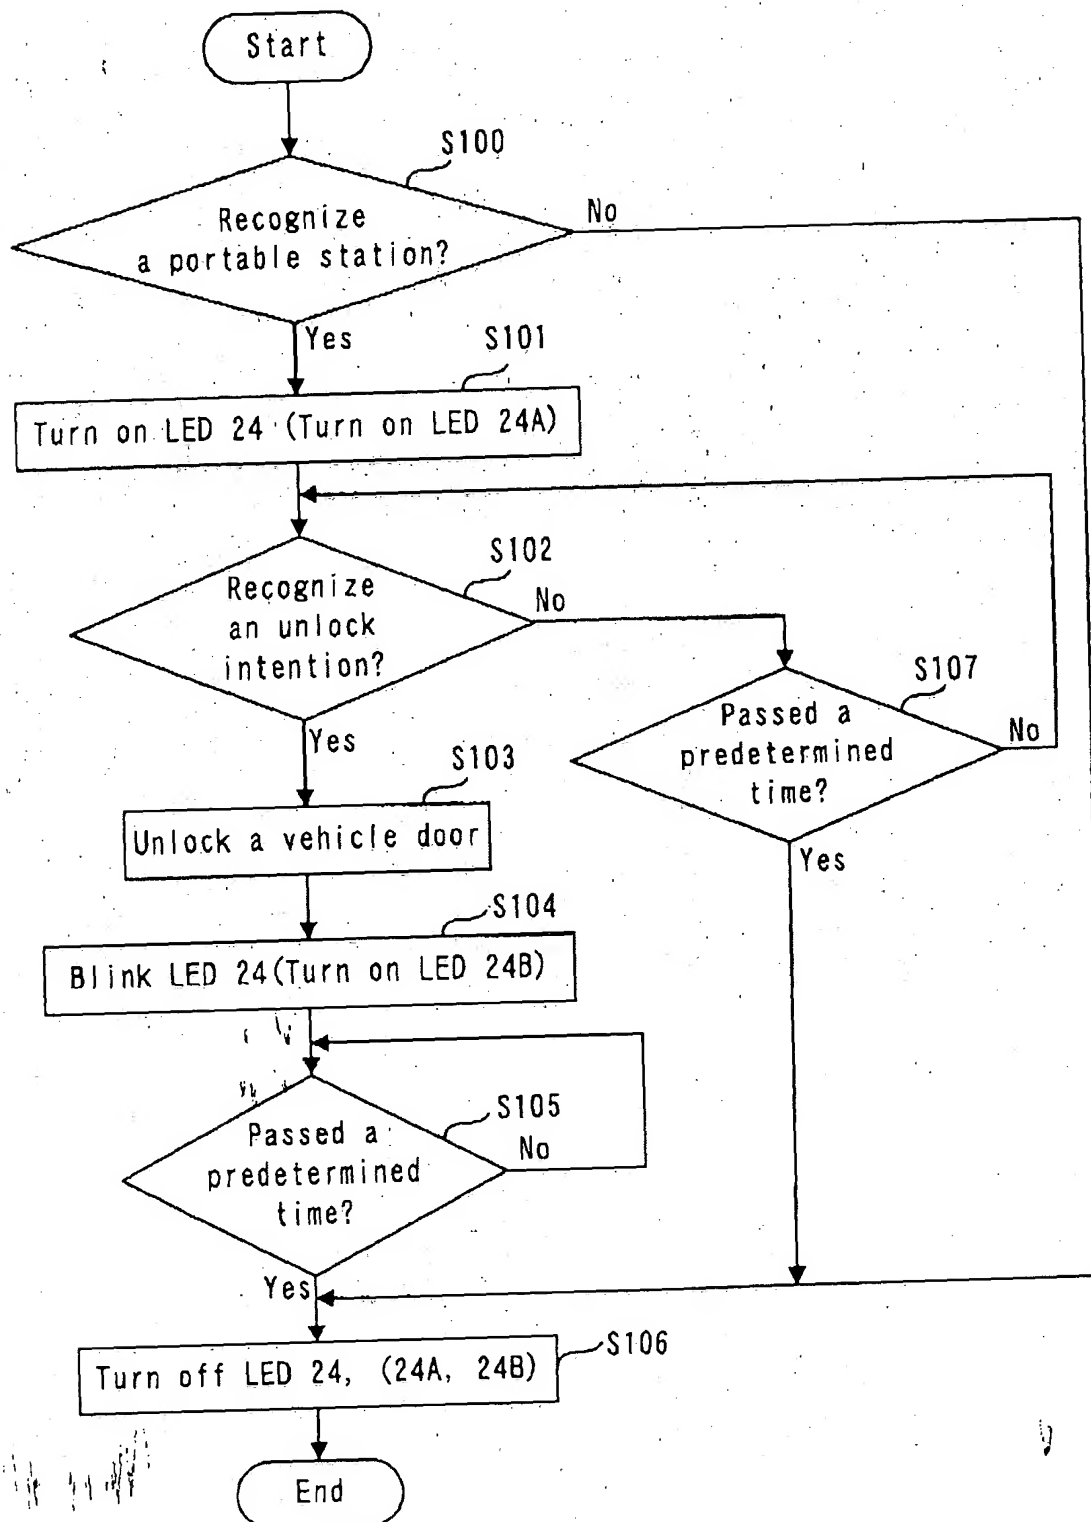 Start
S100
Recognize
a portable station?
No
Yes
S101
Turn on LED 24 (Turn on LED 24A)
S102
Recognize
an unlock
intention?
No
Yes
S107
Passed a
predetermined
time?
No
Yes
S103
Unlock a vehicle door
S104
Blink LED 24(Turn on LED 24B)
S105
Passed a
predetermined
time?
No
Yes
S106
Turn off LED 24, (24A, 24B)
End